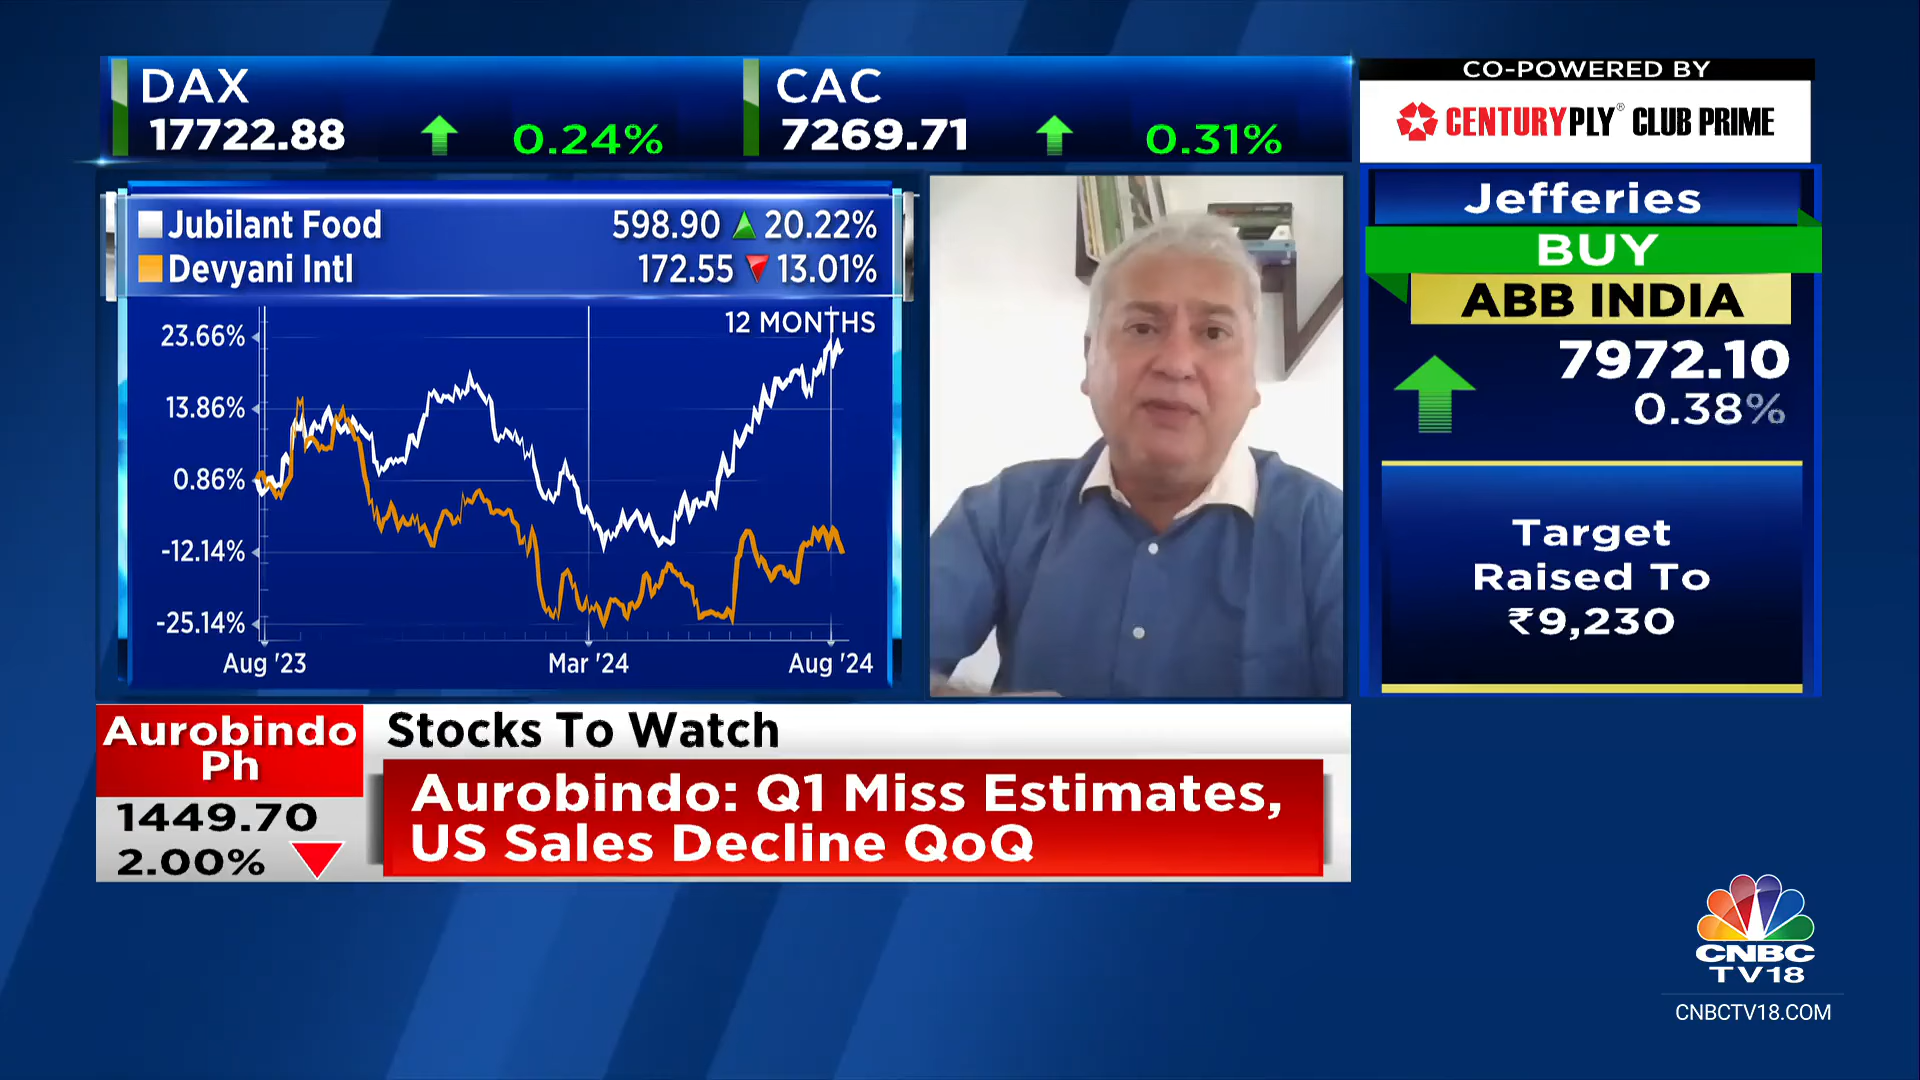 DAX
17722.88 0.24%
CAC
7269.71 0.31%
CO-POWERED BY
CENTURYPLY® CLUB PRIME
Jubilant Food 598.90 20.22%
Devyani Intl 172.55 13.01%
12 MONTHS
23.66%
13.86%
0.86%
-12.14%
-25.14%
Aug '23 Mar '24 Aug '24
Jefferies
BUY
ABB INDIA
7972.10
0.38%
Target
Raised To
₹9,230
Aurobindo
Ph
1449.70
2.00%
Stocks To Watch
Aurobindo: Q1 Miss Estimates,
US Sales Decline QoQ
CNBC
TV18
CNBCTV18.COM